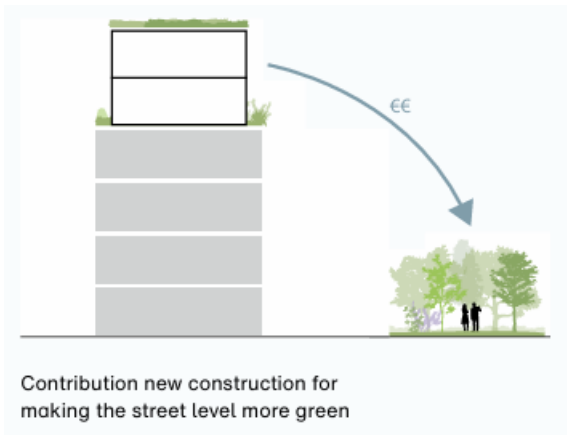 €€
Contribution new construction for
making the street level more green